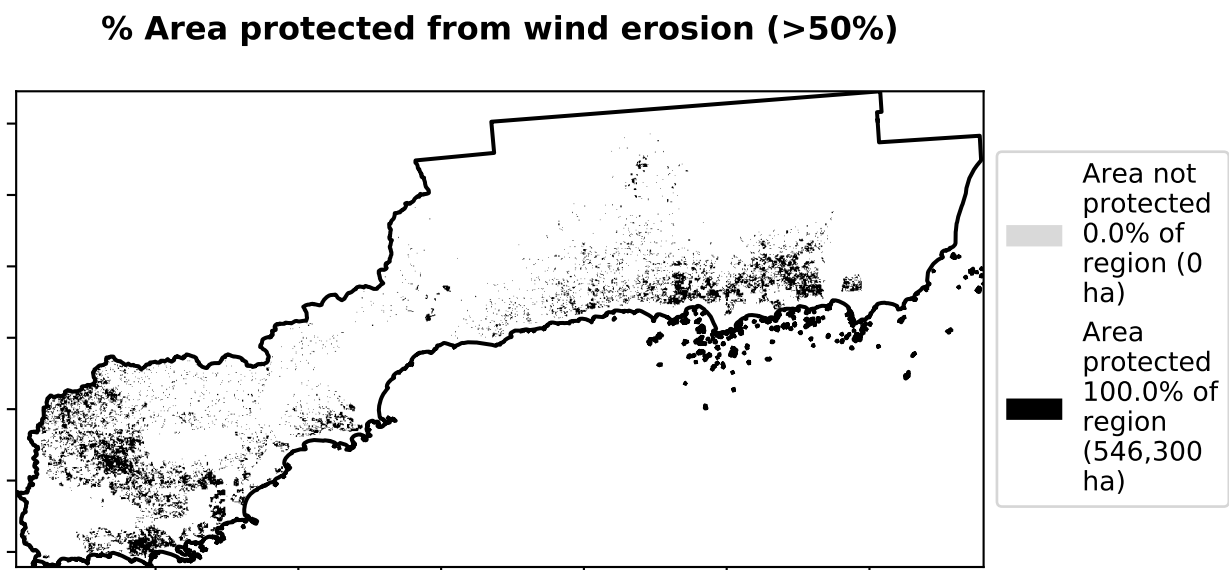 % Area protected from wind erosion (>50%)
Area not
protected
0.0% of
region (0
ha)
Area
protected
100.0% of
region
(546,300
ha)